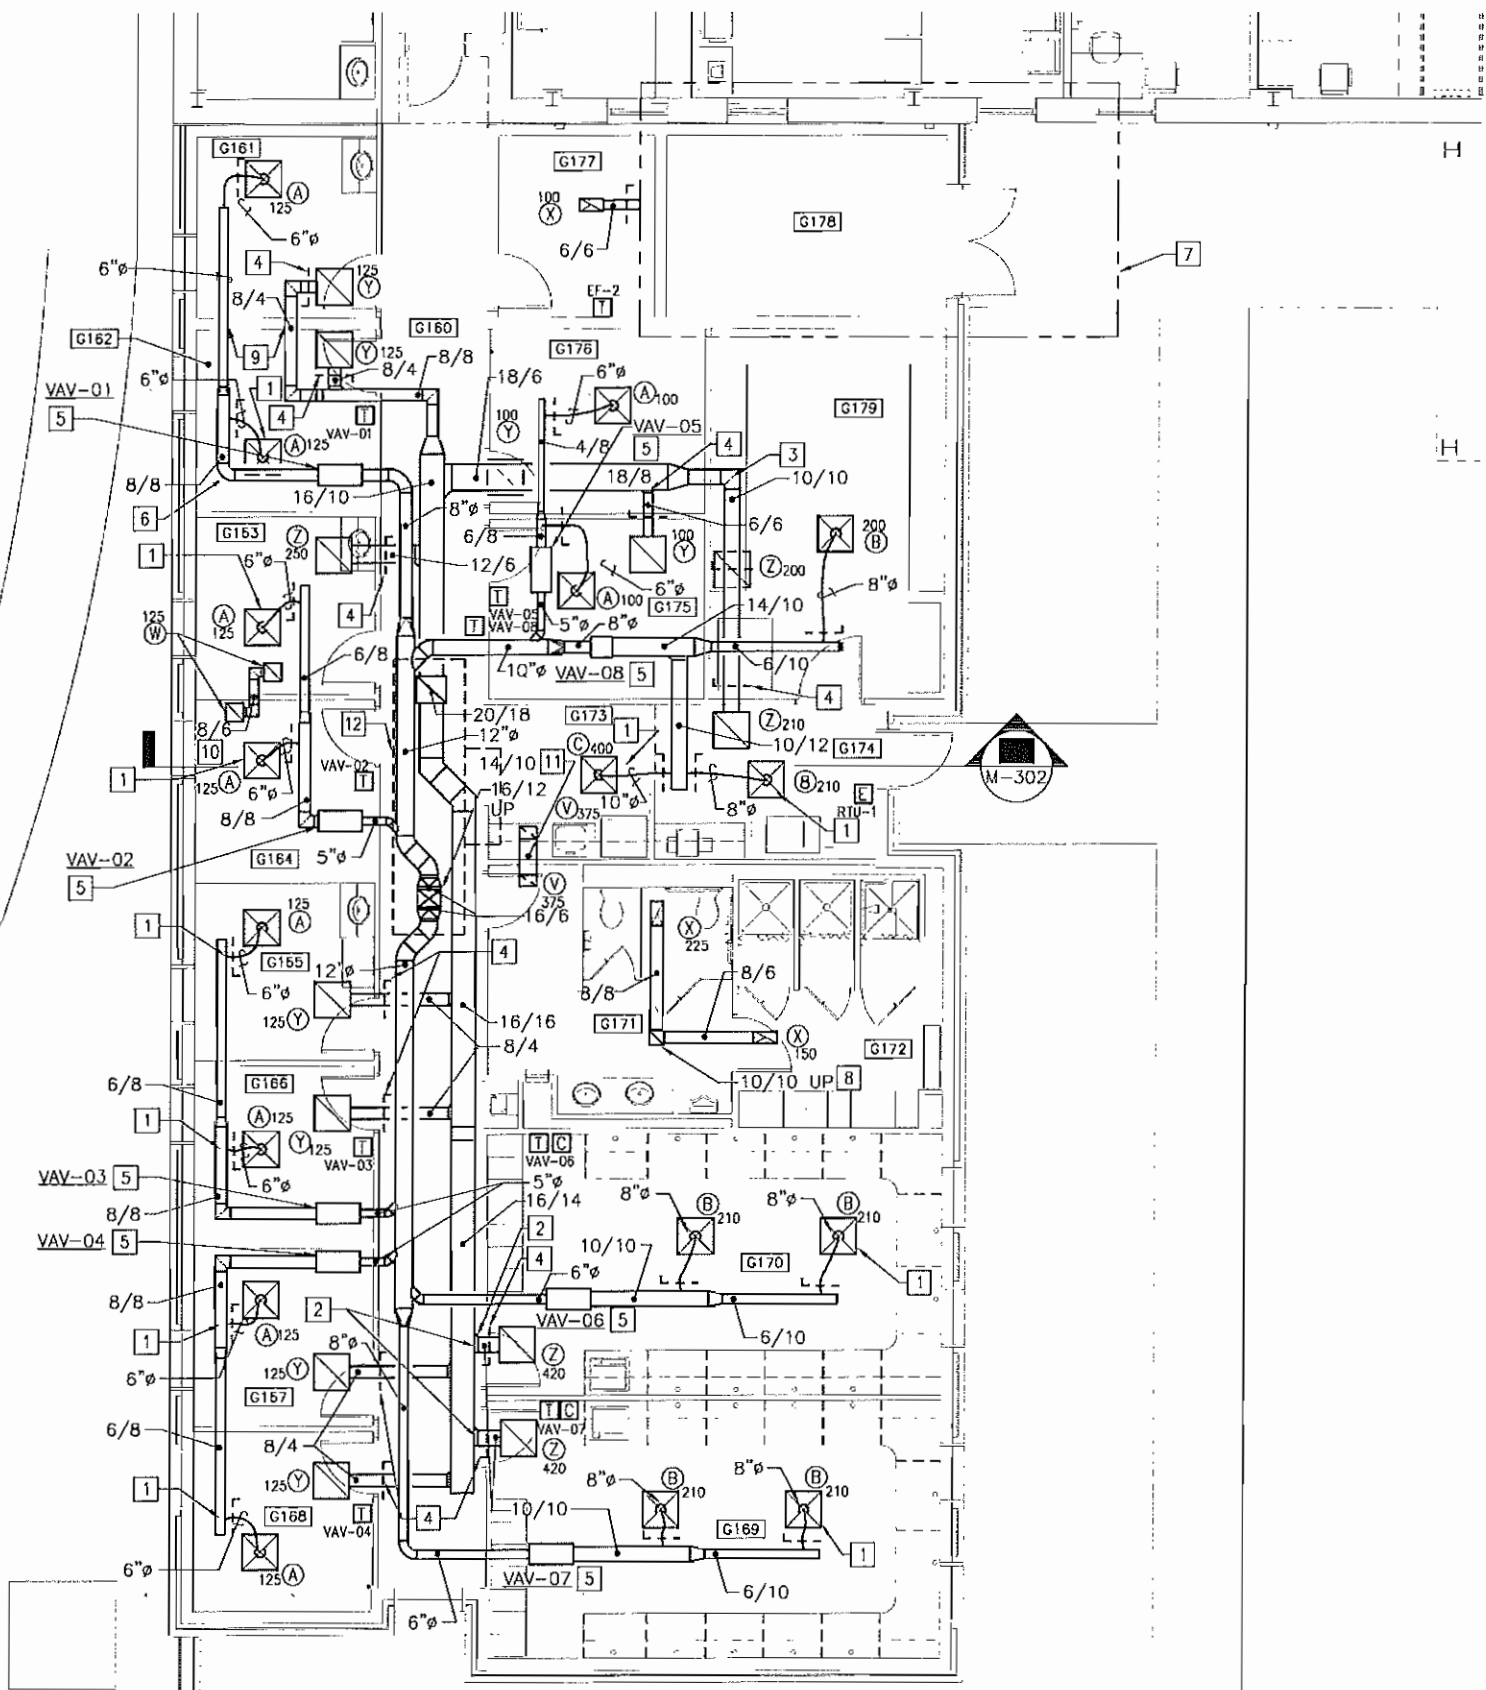 G161
G177
A
125
100
X
G178
6"ø
6/6
7
H
6"ø
4
125
Y
8/4
EF-2
T
G162
9
G160
G176
Y 125
8/4
8/8
18/6
6"ø
VAV-01
6"ø
1
5
4
T
VAV-01
A 125
100
Y
A 100
VAV-05
G179
H
4/8
5
4
3
8/8
16/10
18/8
10/10
6
8"ø
6/6
G163
Z
250
6/8
100
Y
200
B
1
6"ø
12/6
Z 200
6"ø
8"ø
4
T
VAV-05
T
VAV-08
A 100
G175
14/10
A
125
125
W
5"ø
8"ø
6/8
10"ø
VAV-08
5
6/10
4
8/6
10
12
20/18
12"ø
G173
1
Z 210
10/12
G174
M-302
1
125 A
6"ø
VAV-02
T
14/10
11
C 400
16/12
UP
10"ø
8"ø
B 210
E
RTU-1
8/8
V 375
1
VAV-02
G164
5"ø
5
V
375
16/6
1
125
A
X
225
G165
4
12"ø
6"ø
8/6
8/8
125 Y
16/16
G171
X
150
G172
8/4
6/8
G166
10/10 UP
8
1
A 125
Y 125
T
VAV-03
T C
VAV-06
VAV-03
5
6"ø
5"ø
16/14
8"ø
B
210
8"ø
B
210
8/8
2
VAV-04
5
4
10/10
G170
6"ø
1
8/8
2
VAV-06
5
6/10
1
A 125
8"ø
Z
420
6"ø
125 Y
G167
T C
VAV-07
6/8
8/4
Z
420
8"ø
B
210
8"ø
B
210
1
125 Y
G168
T
VAV-04
4
10/10
G169
1
6"ø
125 A
VAV-07
5
6/10
6"ø